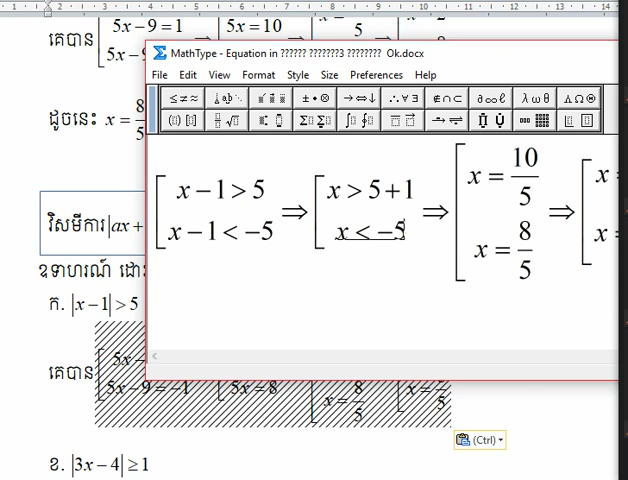 5x − 9 = 1
5x = 10
គេបាន
5x − 9
5
MathType - Equation in ?????? ???????3 ???????? Ok.docx
File Edit View Format Style Size Preferences Help
ដូចនេះ x = 8/5
x − 1 > 5 ⇒ x > 5 + 1 ⇒ x = 10/5 ⇒ x
x − 1 < −5 x < −5 x = 8/5 x
វិសមីការ |ax +
ឧទាហរណ៍ ដោះ
ក. |x − 1| > 5
គេបាន 5x −
5x − 9 = −1 5x = 8 x = 8/5 x = /5
(Ctrl)
ខ. |3x − 4| ≥ 1